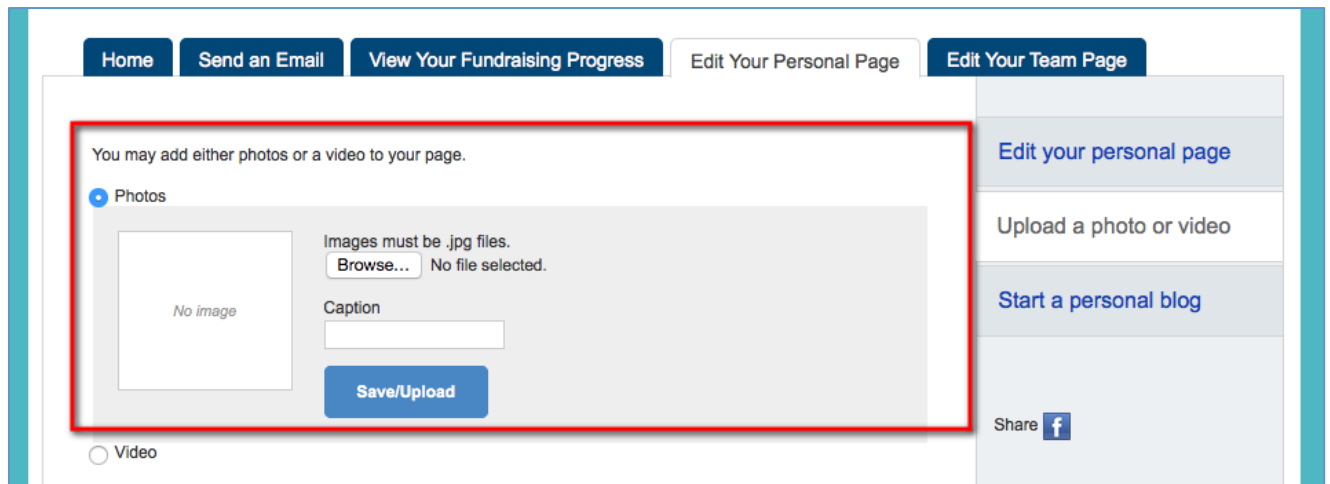 Home
Send an Email
View Your Fundraising Progress
Edit Your Personal Page
Edit Your Team Page
You may add either photos or a video to your page.
Photos
No image
Images must be .jpg files.
Browse... No file selected.
Caption
Save/Upload
Video
Edit your personal page
Upload a photo or video
Start a personal blog
Share f